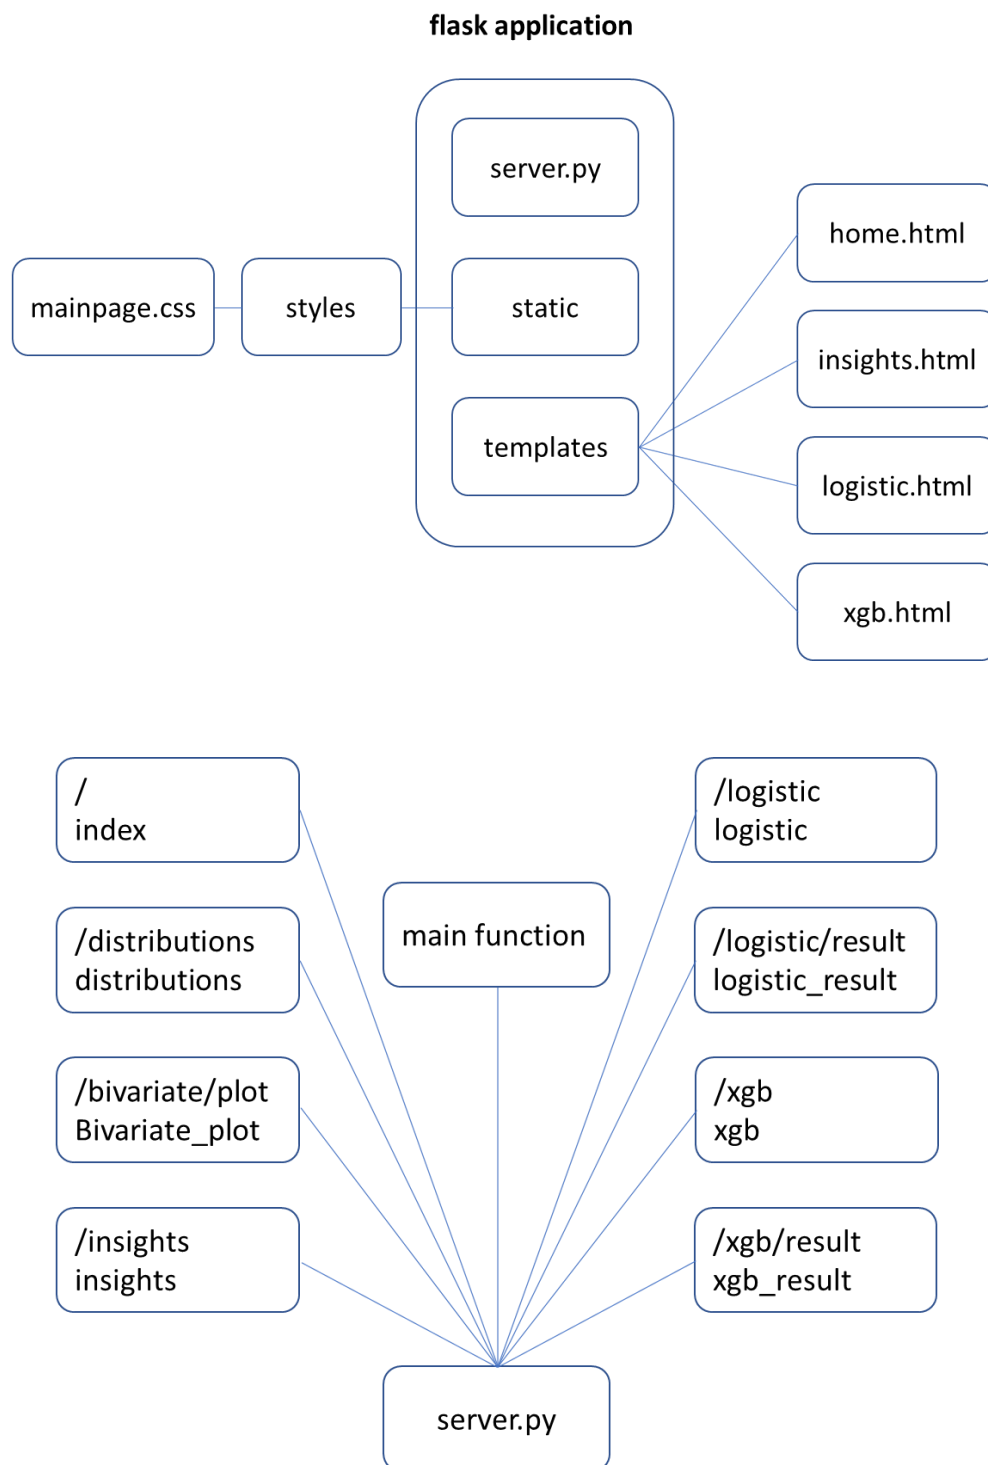 flask application
server.py
home.html
mainpage.css
styles
static
insights.html
templates
logistic.html
xgb.html
/
index
/logistic
logistic
main function
/distributions
distributions
/logistic/result
logistic_result
/bivariate/plot
Bivariate_plot
/xgb
xgb
/insights
insights
/xgb/result
xgb_result
server.py